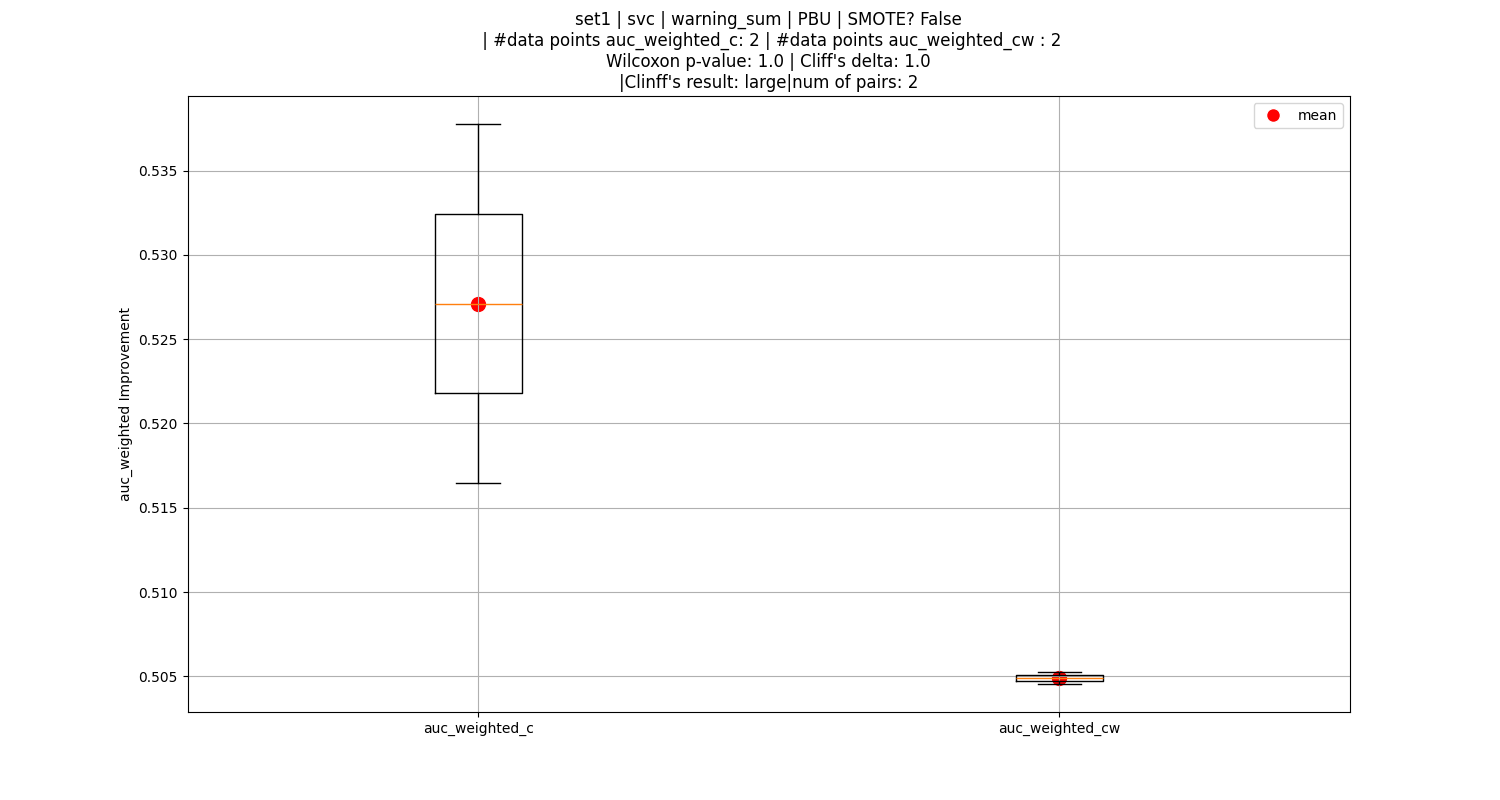 set1 | svc | warning_sum | PBU | SMOTE? False
| #data points auc_weighted_c: 2 | #data points auc_weighted_cw : 2
Wilcoxon p-value: 1.0 | Cliff's delta: 1.0
|Clinff's result: large|num of pairs: 2
mean
0.535
0.530
0.525
0.520
0.515
0.510
0.505
auc_weighted Improvement
auc_weighted_c
auc_weighted_cw